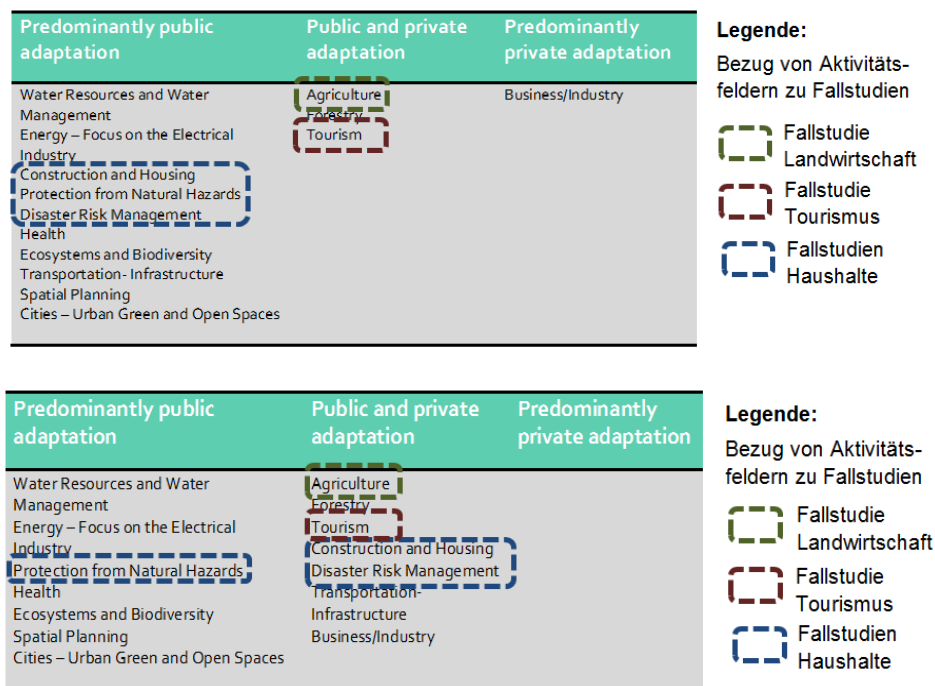 Predominantly public
adaptation
Public and private
adaptation
Predominantly
private adaptation
Water Resources and Water
Management
Energy – Focus on the Electrical
Industry
Construction and Housing
Protection from Natural Hazards
Disaster Risk Management
Health
Ecosystems and Biodiversity
Transportation- Infrastructure
Spatial Planning
Cities – Urban Green and Open Spaces
Agriculture
Forestry
Tourism
Business/Industry
Legende:
Bezug von Aktivitäts-
feldern zu Fallstudien
Fallstudie
Landwirtschaft
Fallstudie
Tourismus
Fallstudien
Haushalte
Predominantly public
adaptation
Public and private
adaptation
Predominantly
private adaptation
Water Resources and Water
Management
Energy – Focus on the Electrical
Industry
Protection from Natural Hazards
Health
Ecosystems and Biodiversity
Spatial Planning
Cities – Urban Green and Open Spaces
Agriculture
Forestry
Tourism
Construction and Housing
Disaster Risk Management
Transportation-
Infrastructure
Business/Industry
Legende:
Bezug von Aktivitäts-
feldern zu Fallstudien
Fallstudie
Landwirtschaft
Fallstudie
Tourismus
Fallstudien
Haushalte